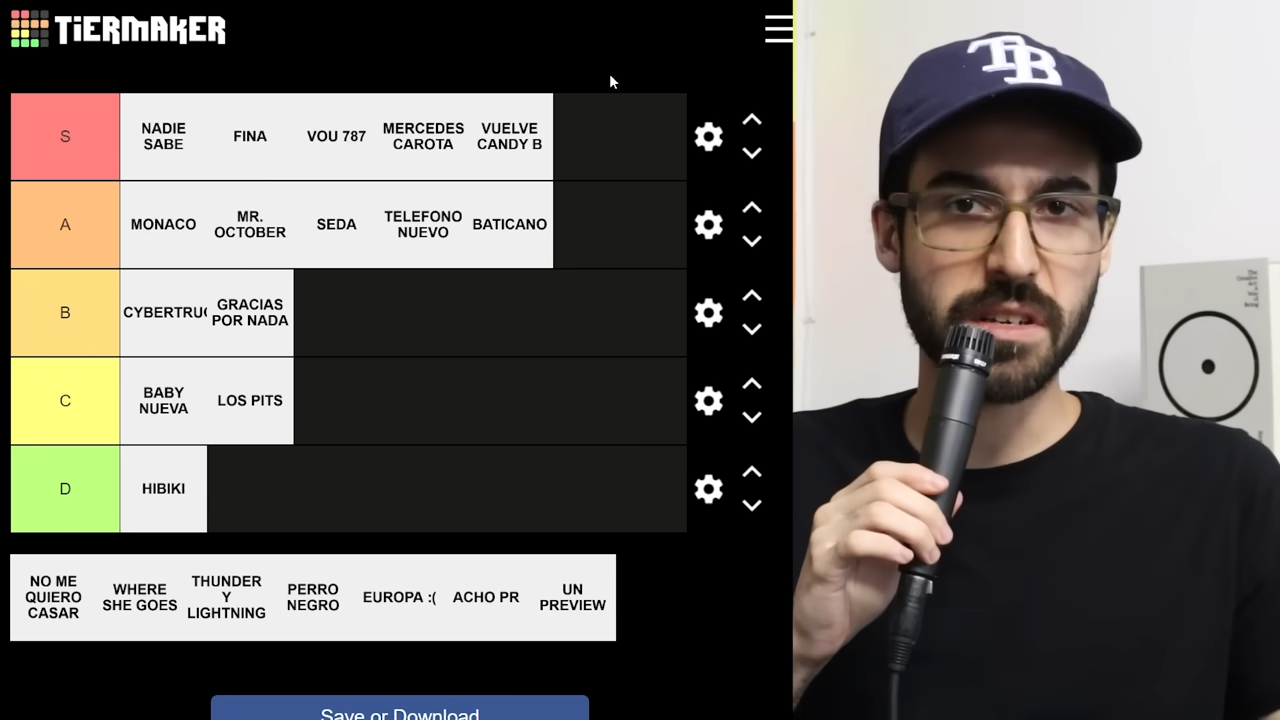 TiERMAKER
TB
S
NADIE
SABE
FINA
VOU 787
MERCEDES
CAROTA
VUELVE
CANDY B
A
MONACO
MR.
OCTOBER
SEDA
TELEFONO
NUEVO
BATICANO
B
CYBERTRUC
GRACIAS
POR NADA
C
BABY
NUEVA
LOS PITS
D
HIBIKI
NO ME
QUIERO
CASAR
WHERE
SHE GOES
THUNDER
Y
LIGHTNING
PERRO
NEGRO
EUROPA :(
ACHO PR
UN
PREVIEW
Save or Download